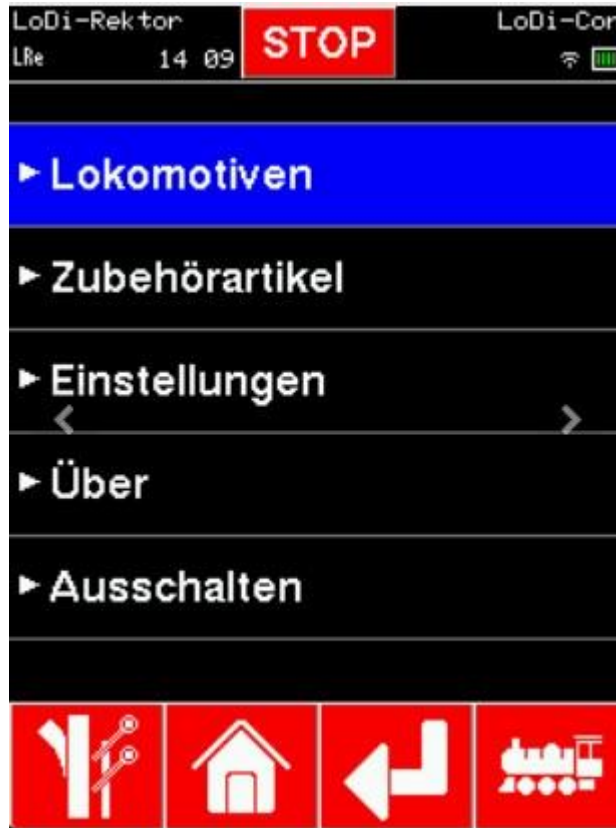 LoDi-Rektor
LoDi-Con
STOP
LRe 14 09
Lokomotiven
Zubehörartikel
Einstellungen
Über
Ausschalten